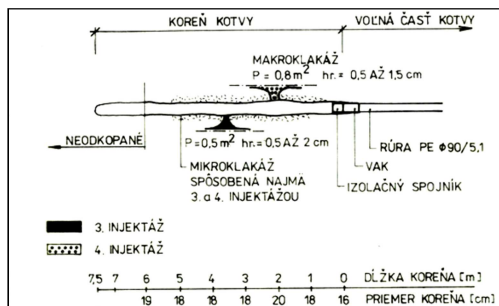 KOREŇ KOTVY
VOĽNÁ ČASŤ KOTVY
MAKROKLAKÁŽ
P = 0,8 m² hr. = 0,5 AŽ 1,5 cm
NEODKOPANÉ
P = 0,5 m² hr. = 0,5 AŽ 2 cm
RÚRA PE Φ90/5,1
VAK
IZOLAČNÝ SPOJNÍK
MIKROKLAKÁŽ
SPÔSOBENÁ NAJMÄ
3. a 4. INJEKTÁŽOU
3. INJEKTÁŽ
4. INJEKTÁŽ
7,5 7 6 5 4 3 2 1 0 DĹŽKA KOREŇA [m]
19 18 18 18 20 18 16 PRIEMER KOREŇA [cm]